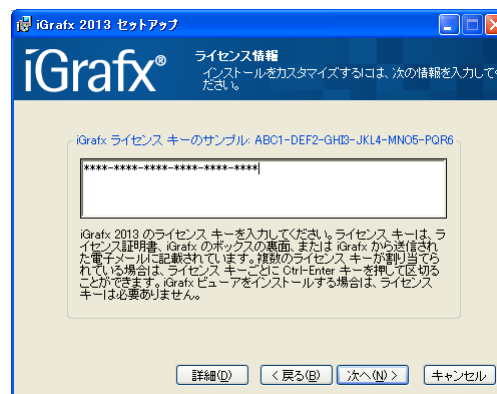 iGrafx 2013 セットアップ
iGrafx®
ライセンス情報
インストールをカスタマイズするには、次の情報を入力して
ださい。
iGrafx ライセンス キーのサンプル: ABC1-DEF2-GHI3-JKL4-MNO5-PQR6
****-****-****-****-****-****
iGrafx 2013 のライセンス キーを入力してください。ライセンス キーは、ラ
イセンス証明書、iGrafx のボックスの裏面、または iGrafx から送信され
た電子メールに記載されています。複数のライセンス キーが割り当てら
れている場合は、ライセンス キーごとに Ctrl-Enter キーを押して区切る
ことができます。iGrafx ビューアをインストールする場合は、ライセンス
キーは必要ありません。
詳細(D)
< 戻る(B)
次へ(N) >
キャンセル